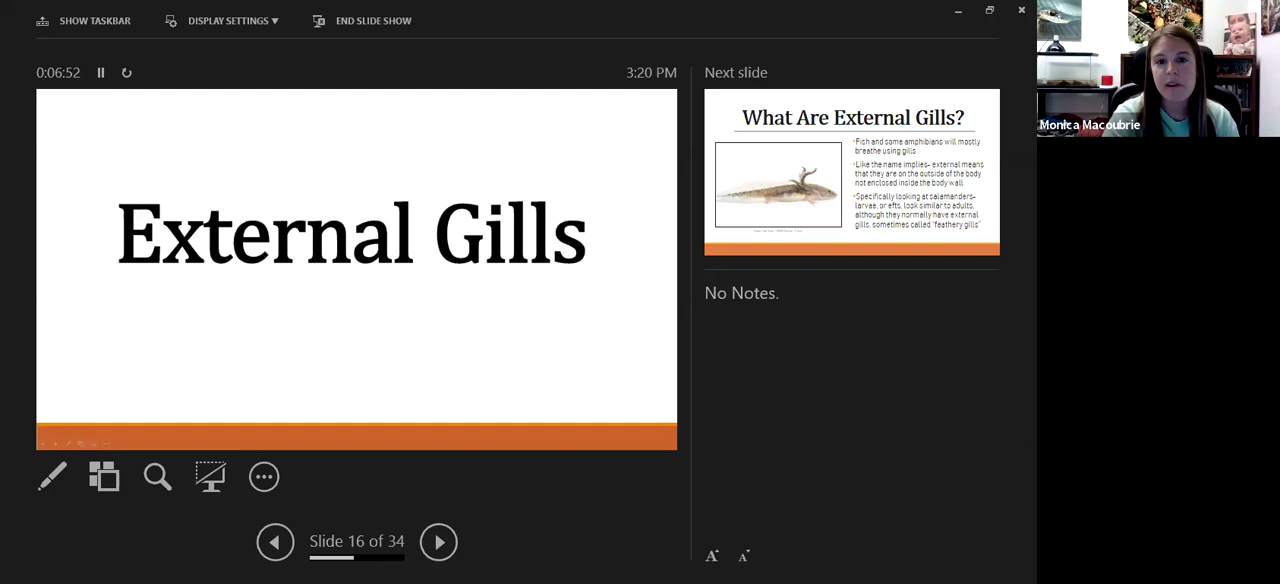 SHOW TASKBAR
DISPLAY SETTINGS ▼
END SLIDE SHOW
0:06:52
3:20 PM
Next slide
External Gills
What Are External Gills?
Fish and some amphibians will mostly
breathe using gills
Like the name implies- external means
that they are on the outside of the body
not enclosed inside the body wall
Specifically looking at salamanders-
larvae, or efts, look similar to adults,
although they normally have external
gills, sometimes called "feathery gills"
Monica Macoubrie
No Notes.
Slide 16 of 34
A A